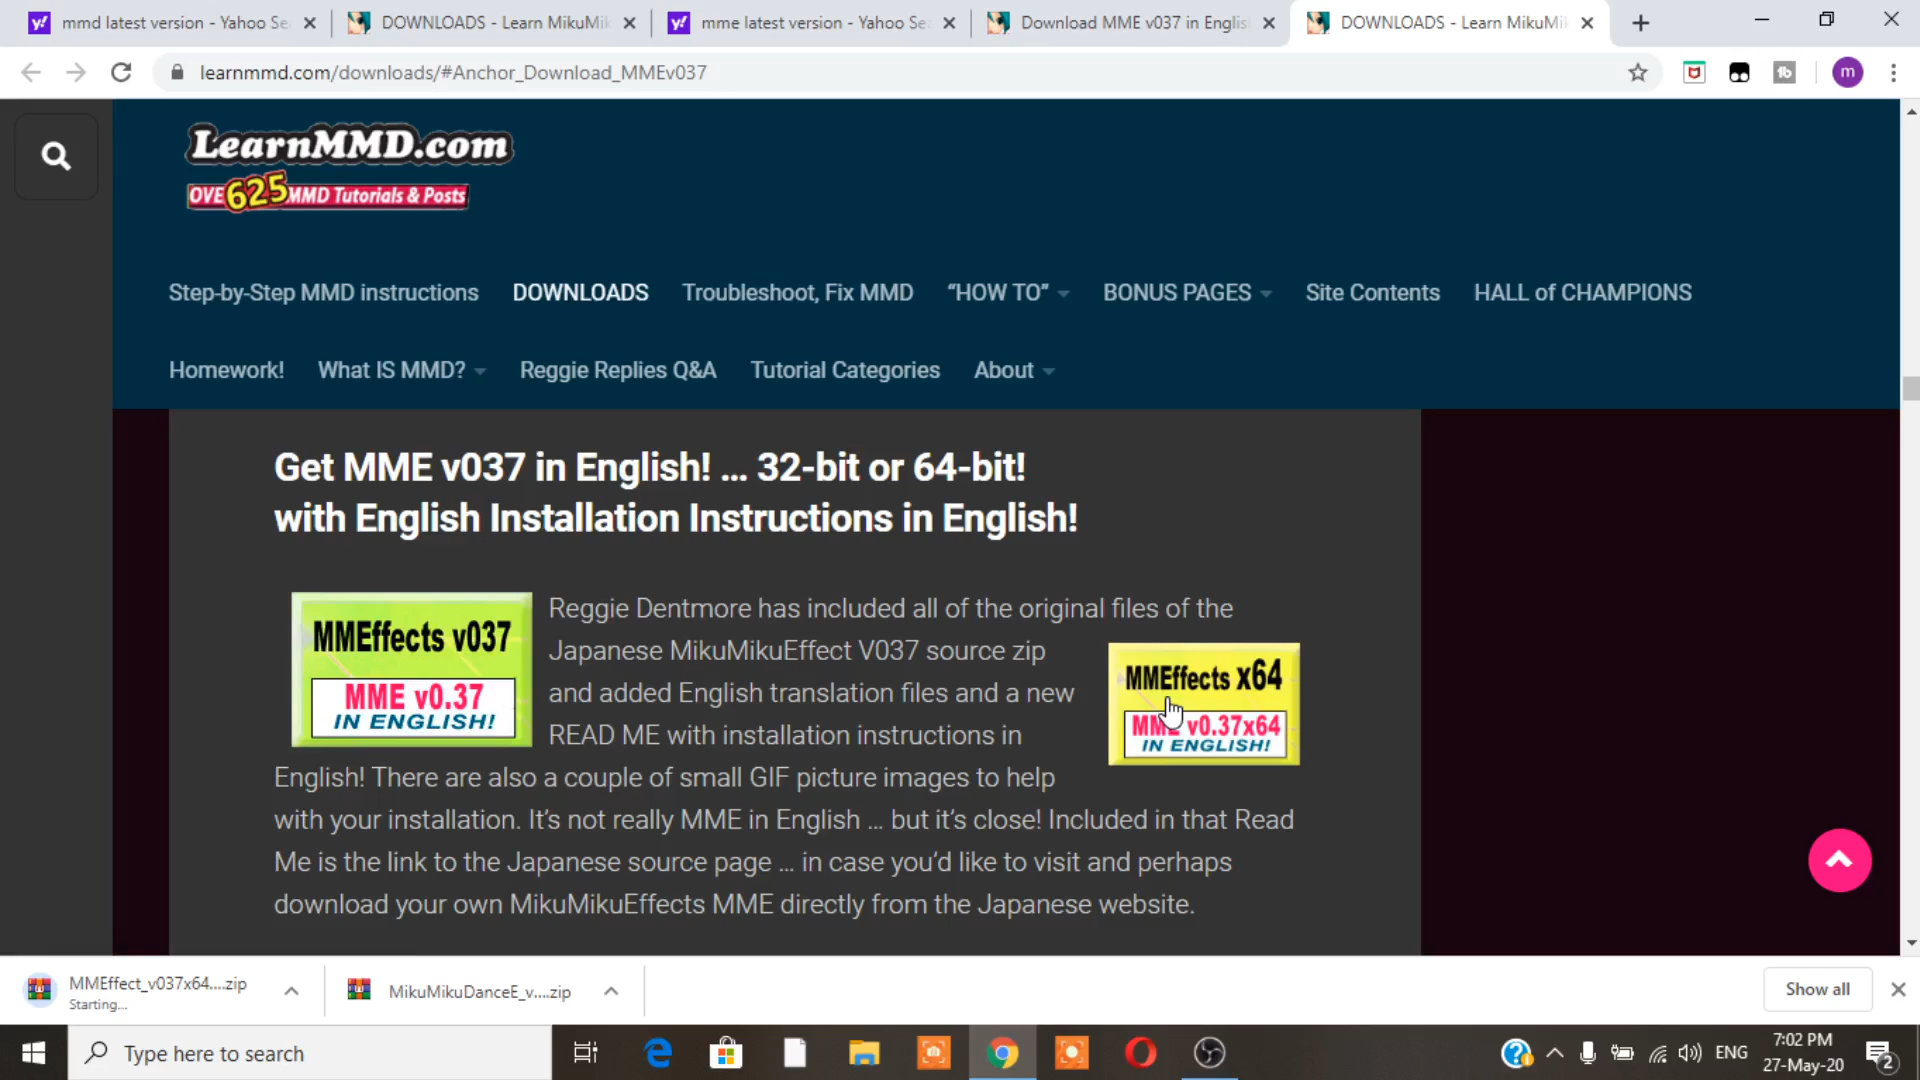 mmd latest version - Yahoo Se
DOWNLOADS - Learn MikuMik
mme latest version - Yahoo Se
Download MME v037 in Englis
DOWNLOADS - Learn MikuMik
learnmmd.com/downloads/#Anchor_Download_MMEv037
LearnMMD.com
OVE 625 MMD Tutorials & Posts
Step-by-Step MMD instructions
DOWNLOADS
Troubleshoot, Fix MMD
“HOW TO”
BONUS PAGES
Site Contents
HALL of CHAMPIONS
Homework!
What IS MMD?
Reggie Replies Q&A
Tutorial Categories
About
Get MME v037 in English! ... 32-bit or 64-bit!
with English Installation Instructions in English!
MMEffects v037
MME v0.37
IN ENGLISH!
Reggie Dentmore has included all of the original files of the
Japanese MikuMikuEffect V037 source zip
and added English translation files and a new
READ ME with installation instructions in
MMEffects x64
MME v0.37x64
IN ENGLISH!
English! There are also a couple of small GIF picture images to help
with your installation. It’s not really MME in English ... but it’s close! Included in that Read
Me is the link to the Japanese source page ... in case you’d like to visit and perhaps
download your own MikuMikuEffects MME directly from the Japanese website.
MMEffect_v037x64....zip
Starting...
MikuMikuDanceE_v....zip
Show all
Type here to search
ENG
7:02 PM
27-May-20
2